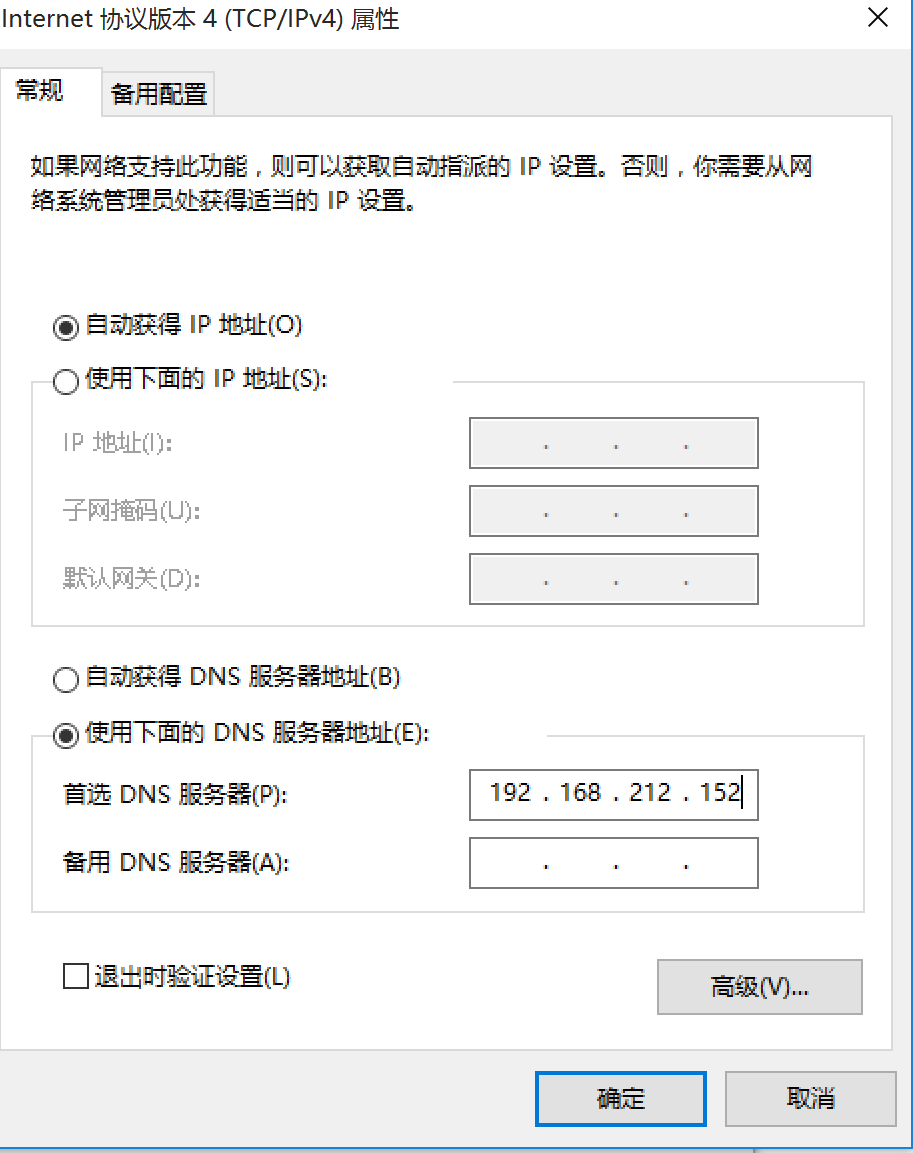 Internet 协议版本 4 (TCP/IPv4) 属性
常规
备用配置
如果网络支持此功能，则可以获取自动指派的 IP 设置。否则，你需要从网
络系统管理员处获得适当的 IP 设置。
自动获得 IP 地址(O)
使用下面的 IP 地址(S):
IP 地址(I):
子网掩码(U):
默认网关(D):
自动获得 DNS 服务器地址(B)
使用下面的 DNS 服务器地址(E):
首选 DNS 服务器(P): 192 . 168 . 212 . 152
备用 DNS 服务器(A):
退出时验证设置(L)
高级(V)...
确定
取消